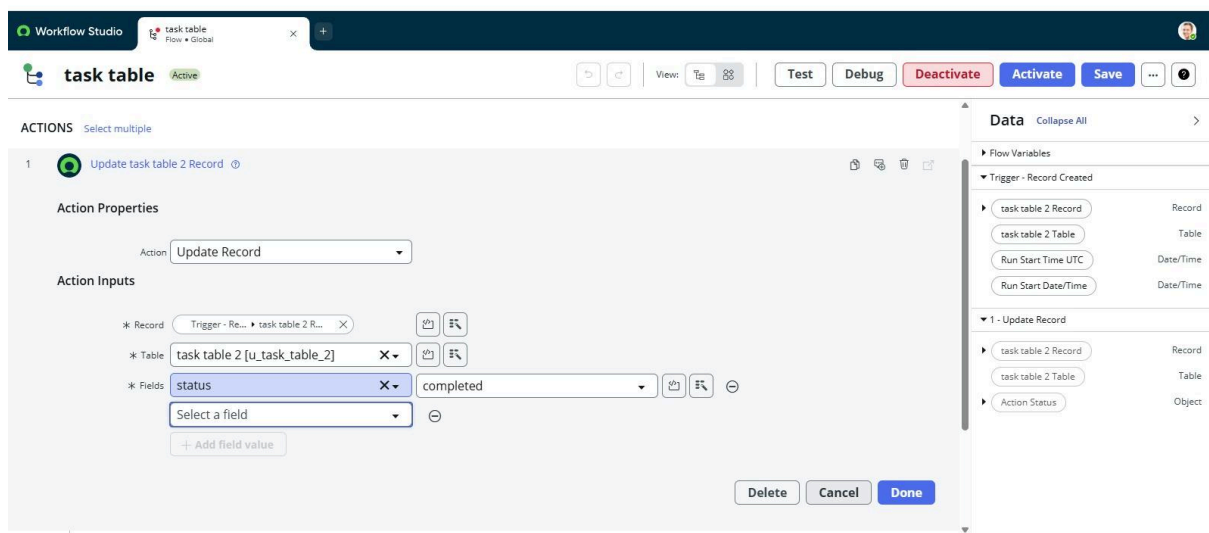 Workflow Studio
task table
Flow • Global
task table Active
View:
Test Debug Deactivate Activate Save ... ?
ACTIONS Select multiple
1 Update task table 2 Record
Action Properties
Action Update Record
Action Inputs
* Record Trigger - Re... ▸ task table 2 R... X
* Table task table 2 [u_task_table_2]
* Fields status completed
Select a field
+ Add field value
Delete Cancel Done
Data Collapse All
Flow Variables
Trigger - Record Created
task table 2 Record Record
task table 2 Table Table
Run Start Time UTC Date/Time
Run Start Date/Time Date/Time
1 - Update Record
task table 2 Record Record
task table 2 Table Table
Action Status Object